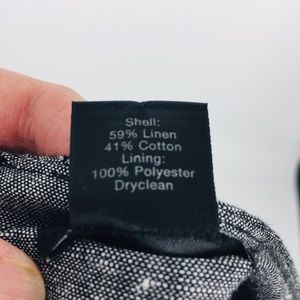 Shell:
59% Linen
41% Cotton
Lining:
100% Polyester
Dryclean